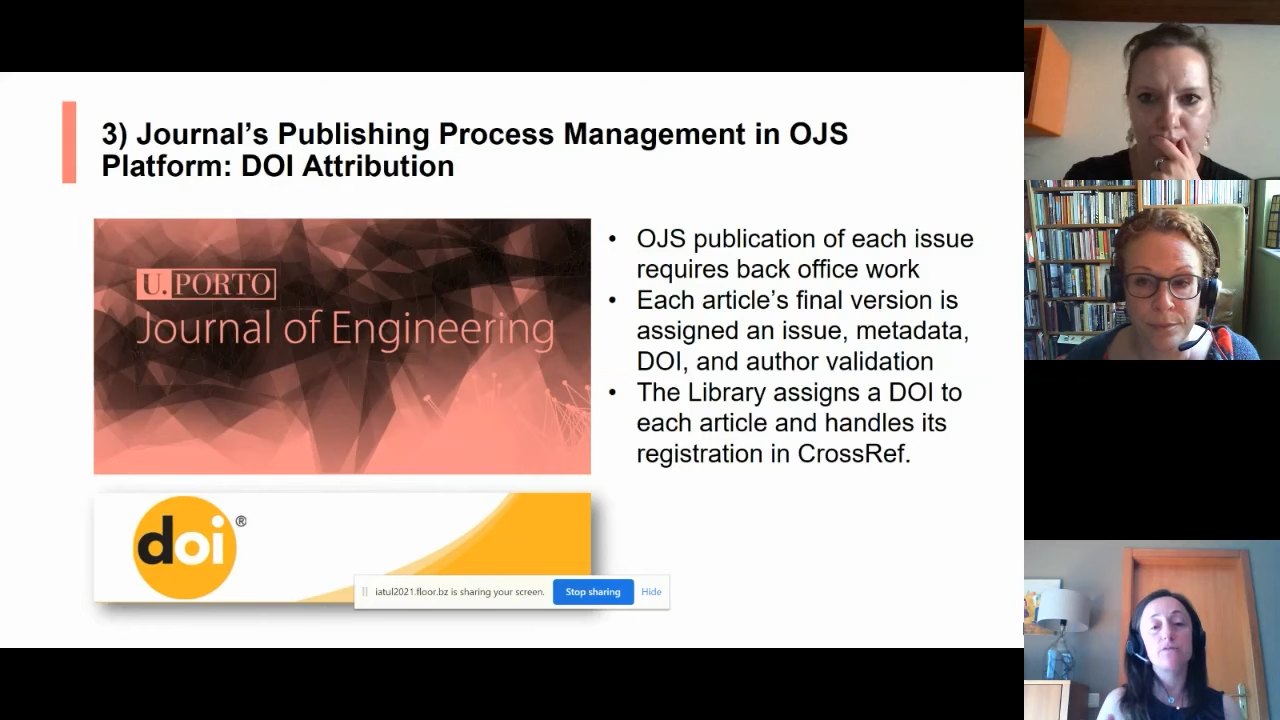 3) Journal's Publishing Process Management in OJS
Platform: DOI Attribution
U. PORTO
Journal of Engineering
• OJS publication of each issue
requires back office work
• Each article's final version is
assigned an issue, metadata,
DOI, and author validation
• The Library assigns a DOI to
each article and handles its
registration in CrossRef.
doi®
iatul2021.floor.bz is sharing your screen.
Stop sharing
Hide